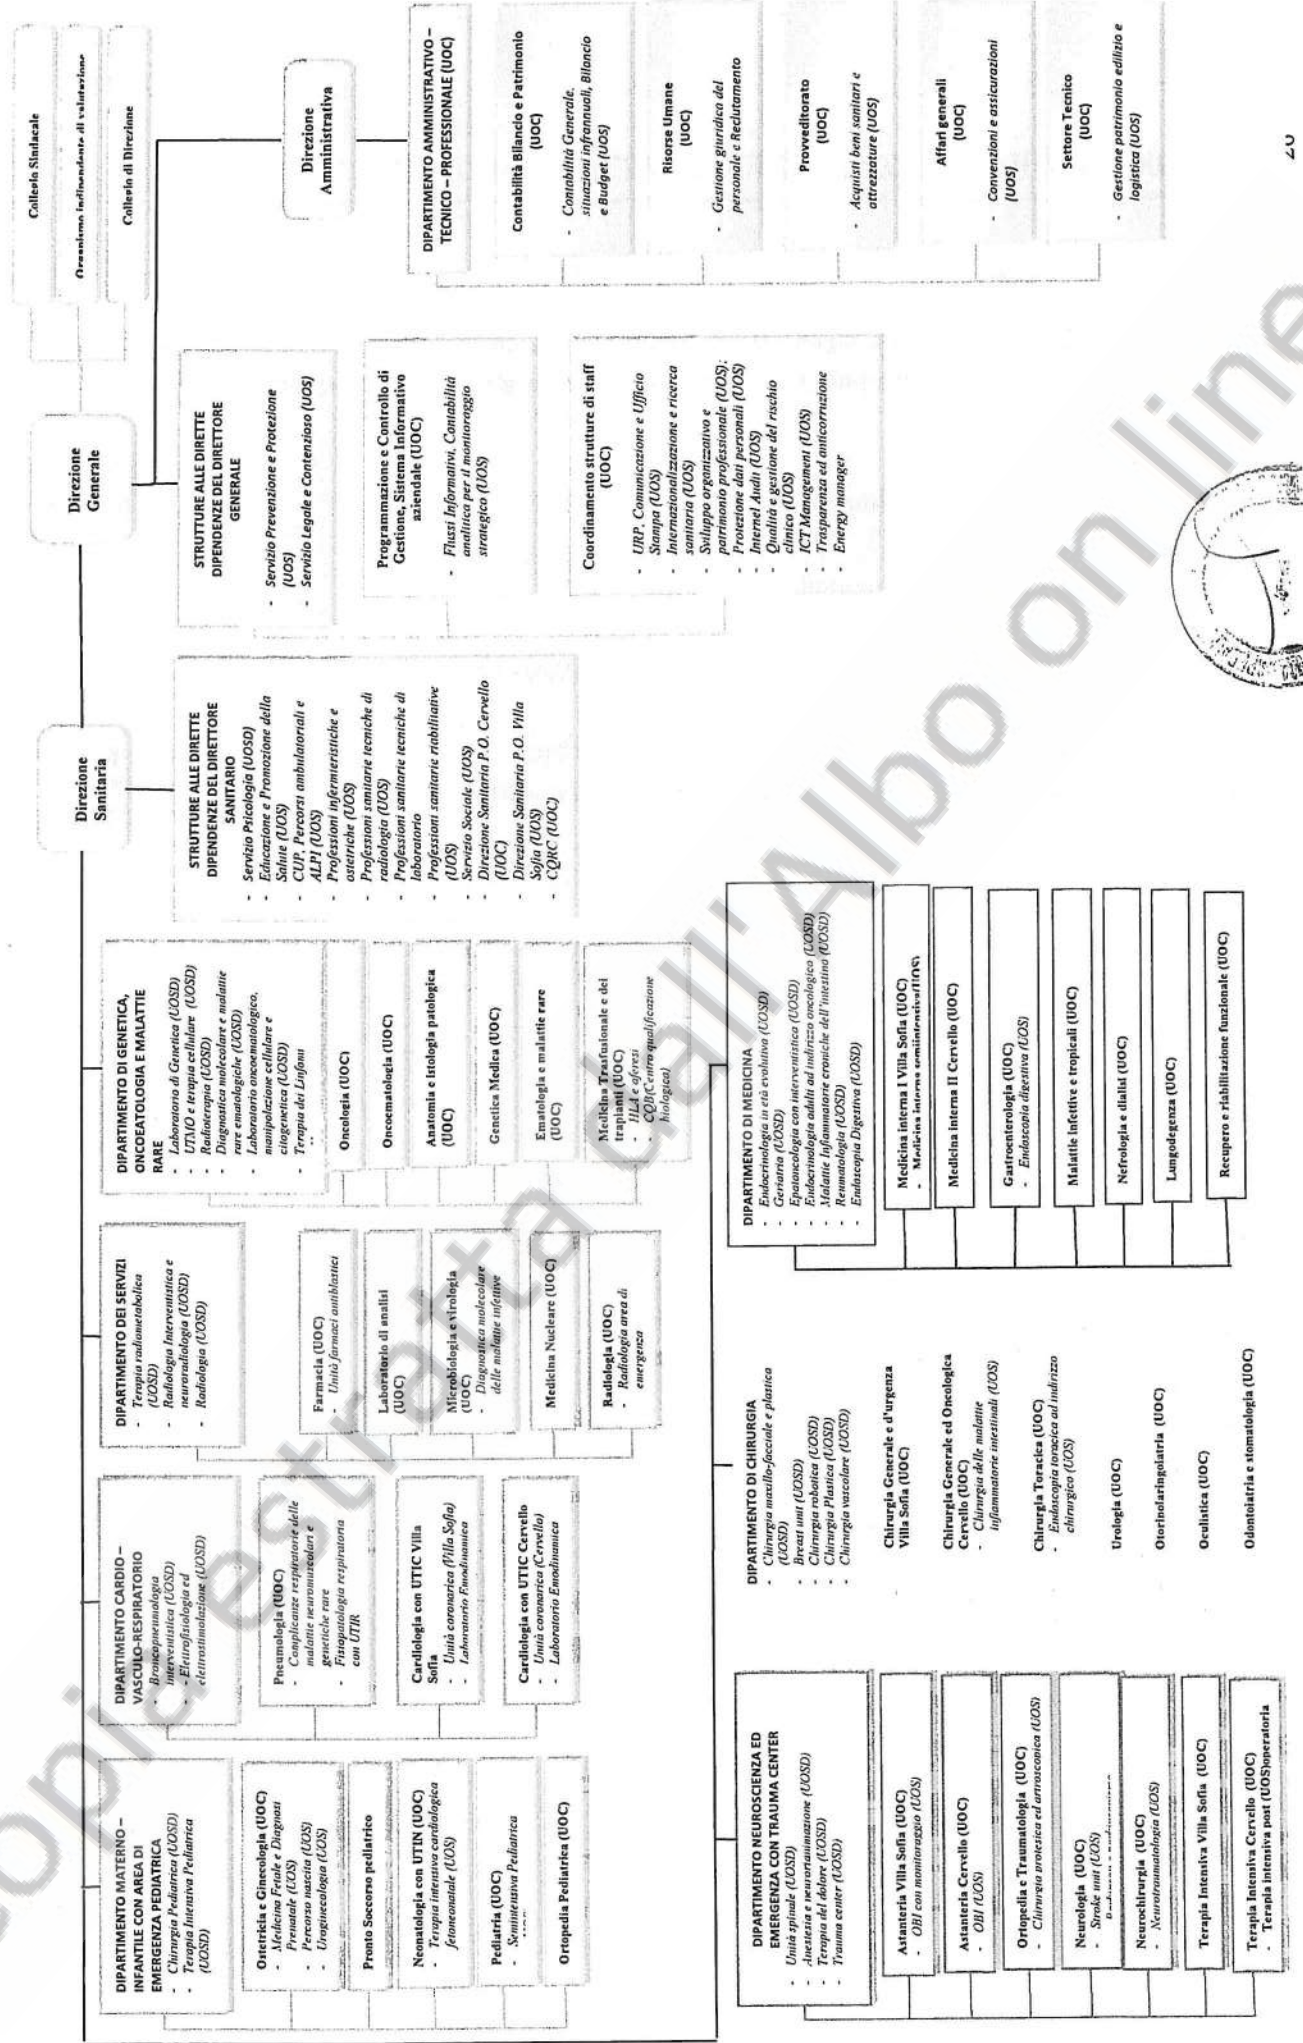 Collegio Sindacale
Organismo indipendente di valutazione
Collegio di Direzione
Direzione
Generale
Direzione
Sanitaria
Direzione
Amministrativa
STRUTTURE ALLE DIRETTE
DIPENDENZE DEL DIRETTORE
GENERALE
- Servizio Prevenzione e Protezione
(UOS)
- Servizio Legale e Contenzioso (UOS)
Programmazione e Controllo di
Gestione, Sistema Informativo
aziendale (UOC)
- Flussi Informativi, Contabilità
analitica per il monitoraggio
strategico (UOS)
Coordinamento strutture di staff
(UOC)
- URP, Comunicazione e Ufficio
Stampa (UOS)
- Internazionalizzazione e ricerca
sanitaria (UOS)
- Sviluppo organizzativo e
patrimonio professionale (UOS);
- Protezione dati personali (UOS)
- Internel Audit (UOS)
- Qualità e gestione del rischio
clinico (UOS)
- ICT Management (UOS)
- Trasparenza ed anticorruzione
- Energy manager
DIPARTIMENTO AMMINISTRATIVO –
TECNICO – PROFESSIONALE (UOC)
Contabilità Bilancio e Patrimonio
(UOC)
- Contabilità Generale,
situazioni infrannuali, Bilancio
e Budget (UOS)
Risorse Umane
(UOC)
- Gestione giuridica del
personale e Reclutamento
Provveditorato
(UOC)
- Acquisti beni sanitari e
attrezzature (UOS)
Affari generali
(UOC)
- Convenzioni e assicurazioni
(UOS)
Settore Tecnico
(UOC)
- Gestione patrimonio edilizio e
logistica (UOS)
STRUTTURE ALLE DIRETTE
DIPENDENZE DEL DIRETTORE
SANITARIO
- Servizio Psicologia (UOSD)
- Educazione e Promozione della
Salute (UOS)
- CUP, Percorsi ambulatoriali e
ALPI (UOS)
- Professioni infermieristiche e
ostetriche (UOS)
- Professioni sanitarie tecniche di
radiologia (UOS)
- Professioni sanitarie tecniche di
laboratorio
- Professioni sanitarie riabilitative
(UOS)
- Servizio Sociale (UOS)
- Direzione Sanitaria P.O. Cervello
(UOC)
- Direzione Sanitaria P.O. Villa
Sofia (UOS)
- CQRC (UOC)
DIPARTIMENTO DI GENETICA,
ONCOEATOLOGIA E MALATTIE
RARE
- Laboratorio di Genetica (UOSD)
- UTMO e terapia cellulare (UOSD)
- Radioterapia (UOSD)
- Diagnostica molecolare e malattie
rare ematologiche (UOSD)
- Laboratorio oncoematologico,
manipolazione cellulare e
citogenetica (UOSD)
- Terapia dei Linfomi
Oncologia (UOC)
Oncoematologia (UOC)
Anatomia e istologia patologica
(UOC)
Genetica Medica (UOC)
Ematologia e malattie rare
(UOC)
Medicina Trasfusionale e dei
trapianti (UOC)
- HLA e aferesi
- CQB(Centro qualificazione
biologica)
DIPARTIMENTO DEI SERVIZI
- Terapia radiometabolica
(UOSD)
- Radiologia Interventistica e
neuroradiologia (UOSD)
- Radiologia (UOSD)
Farmacia (UOC)
- Unità farmaci antiblastici
Laboratorio di analisi
(UOC)
Microbiologia e virologia
(UOC)
- Diagnostica molecolare
delle malattie infettive
Medicina Nucleare (UOC)
Radiologia (UOC)
- Radiologia area di
emergenza
DIPARTIMENTO CARDIO –
VASCULO-RESPIRATORIO
- Broncopneumologia
interventistica (UOSD)
- - Elettrofisiologia ed
elettrostimolazione (UOSD)
Pneumologia (UOC)
- Complicanze respiratorie delle
malattie neuromuscolari e
genetiche rare
- Fisiopatologia respiratoria
con UTIR
Cardiologia con UTIC Villa
Sofia
- Unità coronarica (Villa Sofia)
- Laboratorio Emodinamica
Cardiologia con UTIC Cervello
- Unità coronarica (Cervello)
- Laboratorio Emodinamica
DIPARTIMENTO MATERNO –
INFANTILE CON AREA DI
EMERGENZA PEDIATRICA
- Chirurgia Pediatrica (UOSD)
- Terapia Intensiva Pediatrica
(UOSD)
Ostetricia e Ginecologia (UOC)
- Medicina Fetale e Diagnosi
Prenatale (UOS)
- Percorso nascita (UOS)
- Uroginecologia (UOS)
Pronto Soccorso pediatrico
Neonatologia con UTIN (UOC)
- Terapia intensiva cardiologica
fetoneonatale (UOS)
Pediatria (UOC)
- Semintensiva Pediatrica
Ortopedia Pediatrica (UOC)
DIPARTIMENTO DI MEDICINA
- Endocrinologia in età evolutiva (UOSD)
- Geriatria (UOSD)
- Epatoncologia con interventistica (UOSD)
- Endocrinologia adulti ad indirizzo oncologico (UOSD)
- Malattie Infiammatorie croniche dell'intestino (UOSD)
- Reumatologia (UOSD)
- Endoscopia Digestiva (UOSD)
Medicina interna I Villa Sofia (UOC)
- Medicina interna semiintensiva(UOS)
Medicina interna II Cervello (UOC)
Gastroenterologia (UOC)
- Endoscopia digestiva (UOS)
Malattie Infettive e tropicali (UOC)
Nefrologia e dialisi (UOC)
Lungodegenza (UOC)
Recupero e riabilitazione funzionale (UOC)
DIPARTIMENTO DI CHIRURGIA
- Chirurgia maxillo-facciale e plastica
(UOSD)
- Breast unit (UOSD)
- Chirurgia robotica (UOSD)
- Chirurgia Plastica (UOSD)
- Chirurgia vascolare (UOSD)
Chirurgia Generale e d'urgenza
Villa Sofia (UOC)
Chirurgia Generale ed Oncologica
Cervello (UOC)
- Chirurgia delle malattie
infiammatorie intestinali (UOS)
Chirurgia Toracica (UOC)
- Endoscopia toracica ad indirizzo
chirurgico (UOS)
Urologia (UOC)
Otorinolaringoiatria (UOC)
Oculistica (UOC)
Odontoiatria e stomatologia (UOC)
DIPARTIMENTO NEUROSCIENZA ED
EMERGENZA CON TRAUMA CENTER
- Unità spinale (UOSD)
- Anestesia e neurorianimazione (UOSD)
- Terapia del dolore (UOSD)
- Trauma center (UOSD)
Astanteria Villa Sofia (UOC)
- OBI con monitoraggio (UOS)
Astanteria Cervello (UOC)
- OBI (UOS)
Ortopedia e Traumatologia (UOC)
- Chirurgia protesica ed artroscopica (UOS)
Neurologia (UOC)
- Stroke unit (UOS)
Neurochirurgia (UOC)
- Neurotraumatologia (UOS)
Terapia Intensiva Villa Sofia (UOC)
Terapia Intensiva Cervello (UOC)
- Terapia intensiva post (UOS)operatoria
copia estratta dall'Albo on line